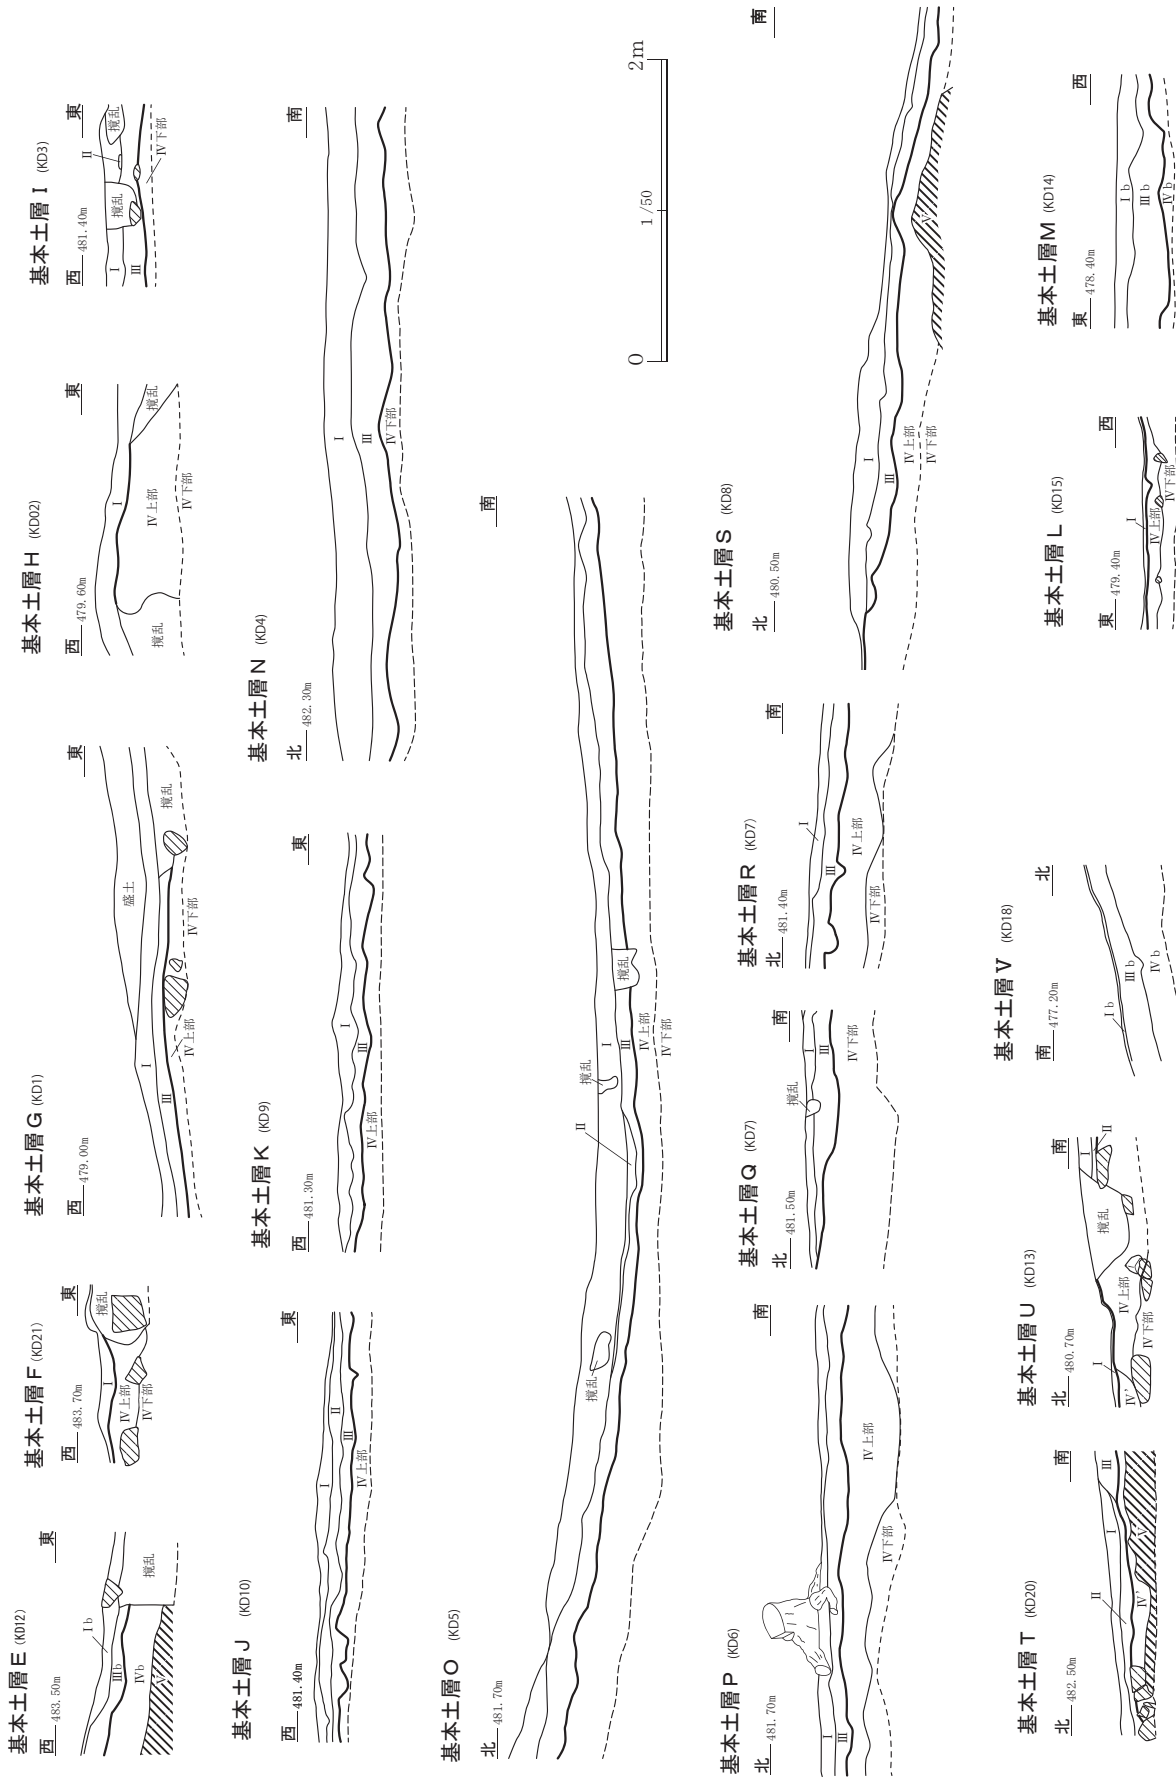 基本土層E (KD12)
西 483.50m
東
Ⅰb
Ⅲb
Ⅳb
Ⅴ
撹乱
基本土層F (KD21)
西 483.70m
東
Ⅰ
Ⅳ上部
Ⅳ下部
撹乱
基本土層G (KD1)
西 479.00m
東
盛土
Ⅰ
Ⅲ
Ⅳ上部
Ⅳ下部
撹乱
基本土層H (KD02)
西 479.60m
東
Ⅰ
Ⅳ上部
Ⅳ下部
撹乱
撹乱
基本土層I (KD3)
西 481.40m
東
Ⅰ
Ⅱ
Ⅲ
撹乱
撹乱
Ⅳ下部
基本土層J (KD10)
西 481.40m
東
Ⅰ
Ⅱ
Ⅲ
Ⅳ上部
基本土層K (KD9)
西 481.30m
東
Ⅰ
Ⅲ
Ⅳ上部
基本土層N (KD4)
北 482.30m
南
Ⅰ
Ⅲ
Ⅳ下部
基本土層O (KD5)
北 481.70m
南
撹乱
Ⅱ
撹乱
Ⅰ
撹乱
Ⅲ
Ⅳ上部
Ⅳ下部
0
1/50
2m
基本土層P (KD6)
北 481.70m
南
Ⅰ
Ⅲ
Ⅳ上部
Ⅳ下部
基本土層Q (KD7)
北 481.50m
南
撹乱
Ⅰ
Ⅲ
Ⅳ下部
基本土層R (KD7)
北 481.40m
南
Ⅰ
Ⅲ
Ⅳ上部
Ⅳ下部
基本土層S (KD8)
北 480.50m
南
Ⅰ
Ⅲ
Ⅳ上部
Ⅳ下部
Ⅴ
基本土層T (KD20)
北 482.50m
南
Ⅱ
Ⅰ
Ⅲ
Ⅳ'
Ⅴ
基本土層U (KD13)
北 480.70m
南
Ⅰ
Ⅳ'
Ⅳ上部
Ⅳ下部
撹乱
Ⅰ
Ⅱ
基本土層V (KD18)
南 477.20m
北
Ⅰb
Ⅲb
Ⅳb
基本土層L (KD15)
東 479.40m
西
Ⅰ
Ⅳ上部
Ⅳ下部
基本土層M (KD14)
東 478.40m
西
Ⅰb
Ⅲb
Ⅳb